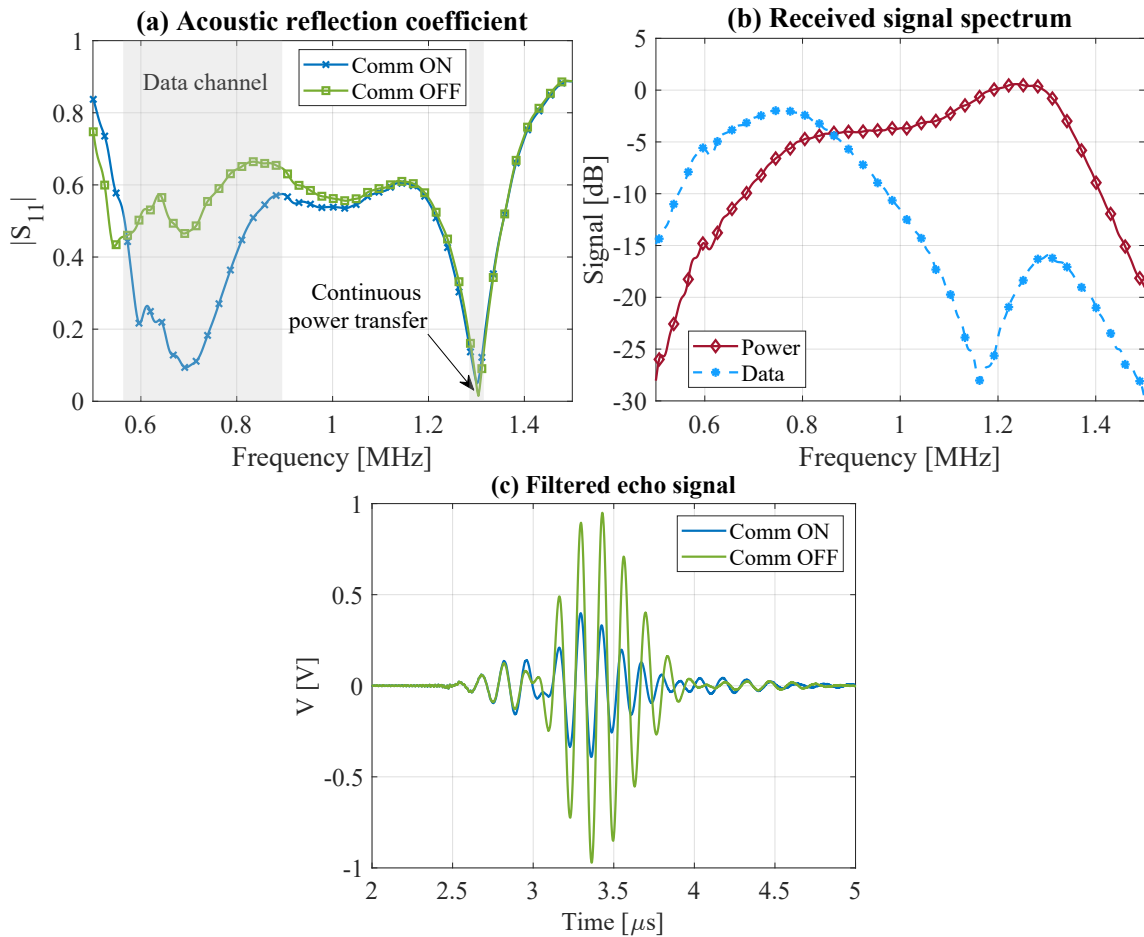 (a) Acoustic reflection coefficient
Comm ON
Comm OFF
Data channel
Continuous
power transfer
|S11|
1
0.8
0.6
0.4
0.2
0
0.6
0.8
1
1.2
1.4
Frequency [MHz]
(b) Received signal spectrum
Signal [dB]
5
0
-5
-10
-15
-20
-25
-30
Power
Data
0.6
0.8
1
1.2
1.4
Frequency [MHz]
(c) Filtered echo signal
Comm ON
Comm OFF
V [V]
1
0.5
0
-0.5
-1
2
2.5
3
3.5
4
4.5
5
Time [μs]